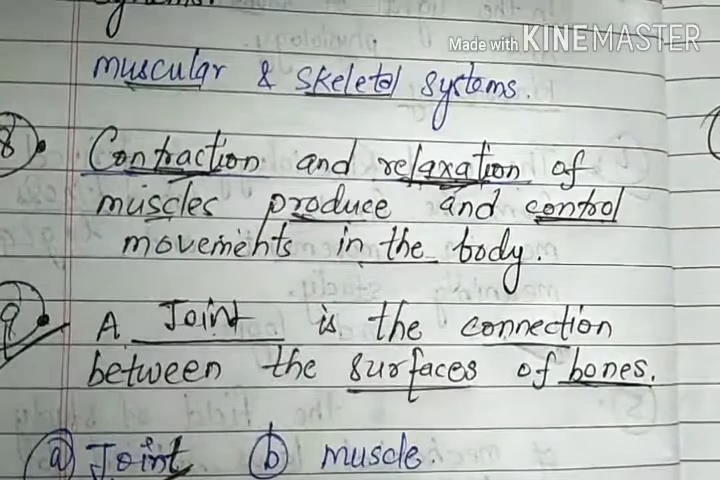 Made with KINEMASTER
muscular & skeletal systems.
8 Contraction and relaxation of
muscles produce and control
movements in the body.
9 A Joint is the connection
between the surfaces of bones.
(a) Joint (b) muscle.